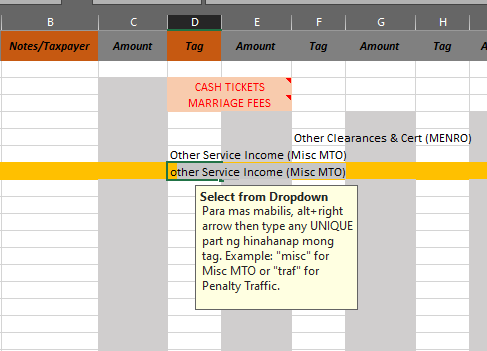 B C D E F G H
Notes/Taxpayer Amount Tag Amount Tag Amount Tag A
CASH TICKETS
MARRIAGE FEES
Other Clearances & Cert (MENRO)
Other Service Income (Misc MTO)
other Service Income (Misc MTO)
Select from Dropdown
Para mas mabilis, alt+right
arrow then type any UNIQUE
part ng hinahanap mong
tag. Example: "misc" for
Misc MTO or "traf" for
Penalty Traffic.